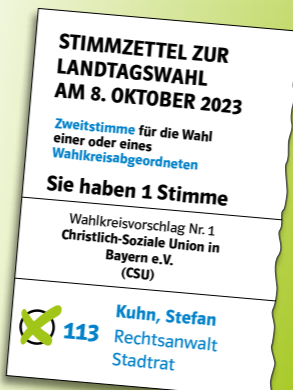 STIMMZETTEL ZUR
LANDTAGSWAHL
AM 8. OKTOBER 2023
Zweitstimme für die Wahl
einer oder eines
Wahlkreisabgeordneten
Sie haben 1 Stimme
Wahlkreisvorschlag Nr. 1
Christlich-Soziale Union in
Bayern e.V.
(CSU)
113
Kuhn, Stefan
Rechtsanwalt
Stadtrat